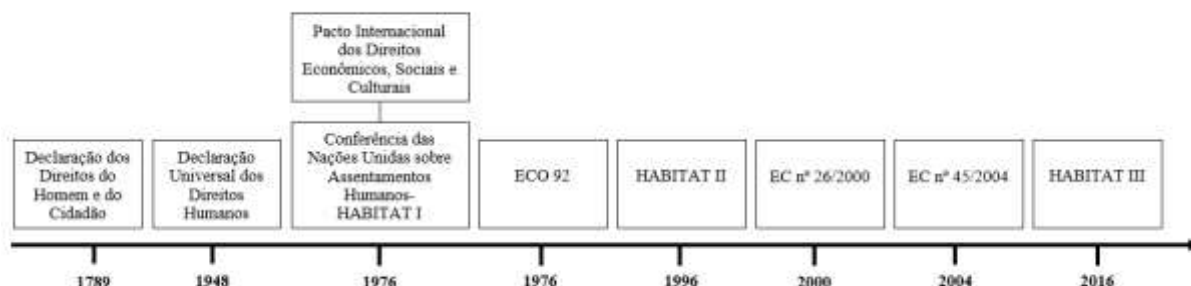 Pacto Internacional
dos Direitos
Econômicos, Sociais e
Culturais
Declaração dos
Direitos do
Homem e do
Cidadão
Declaração
Universal dos
Direitos
Humanos
Conferência das
Nações Unidas sobre
Assentamentos
Humanos-
HABITAT I
ECO 92
HABITAT II
EC nº 26/2000
EC nº 45/2004
HABITAT III
1789
1948
1976
1976
1996
2000
2004
2016